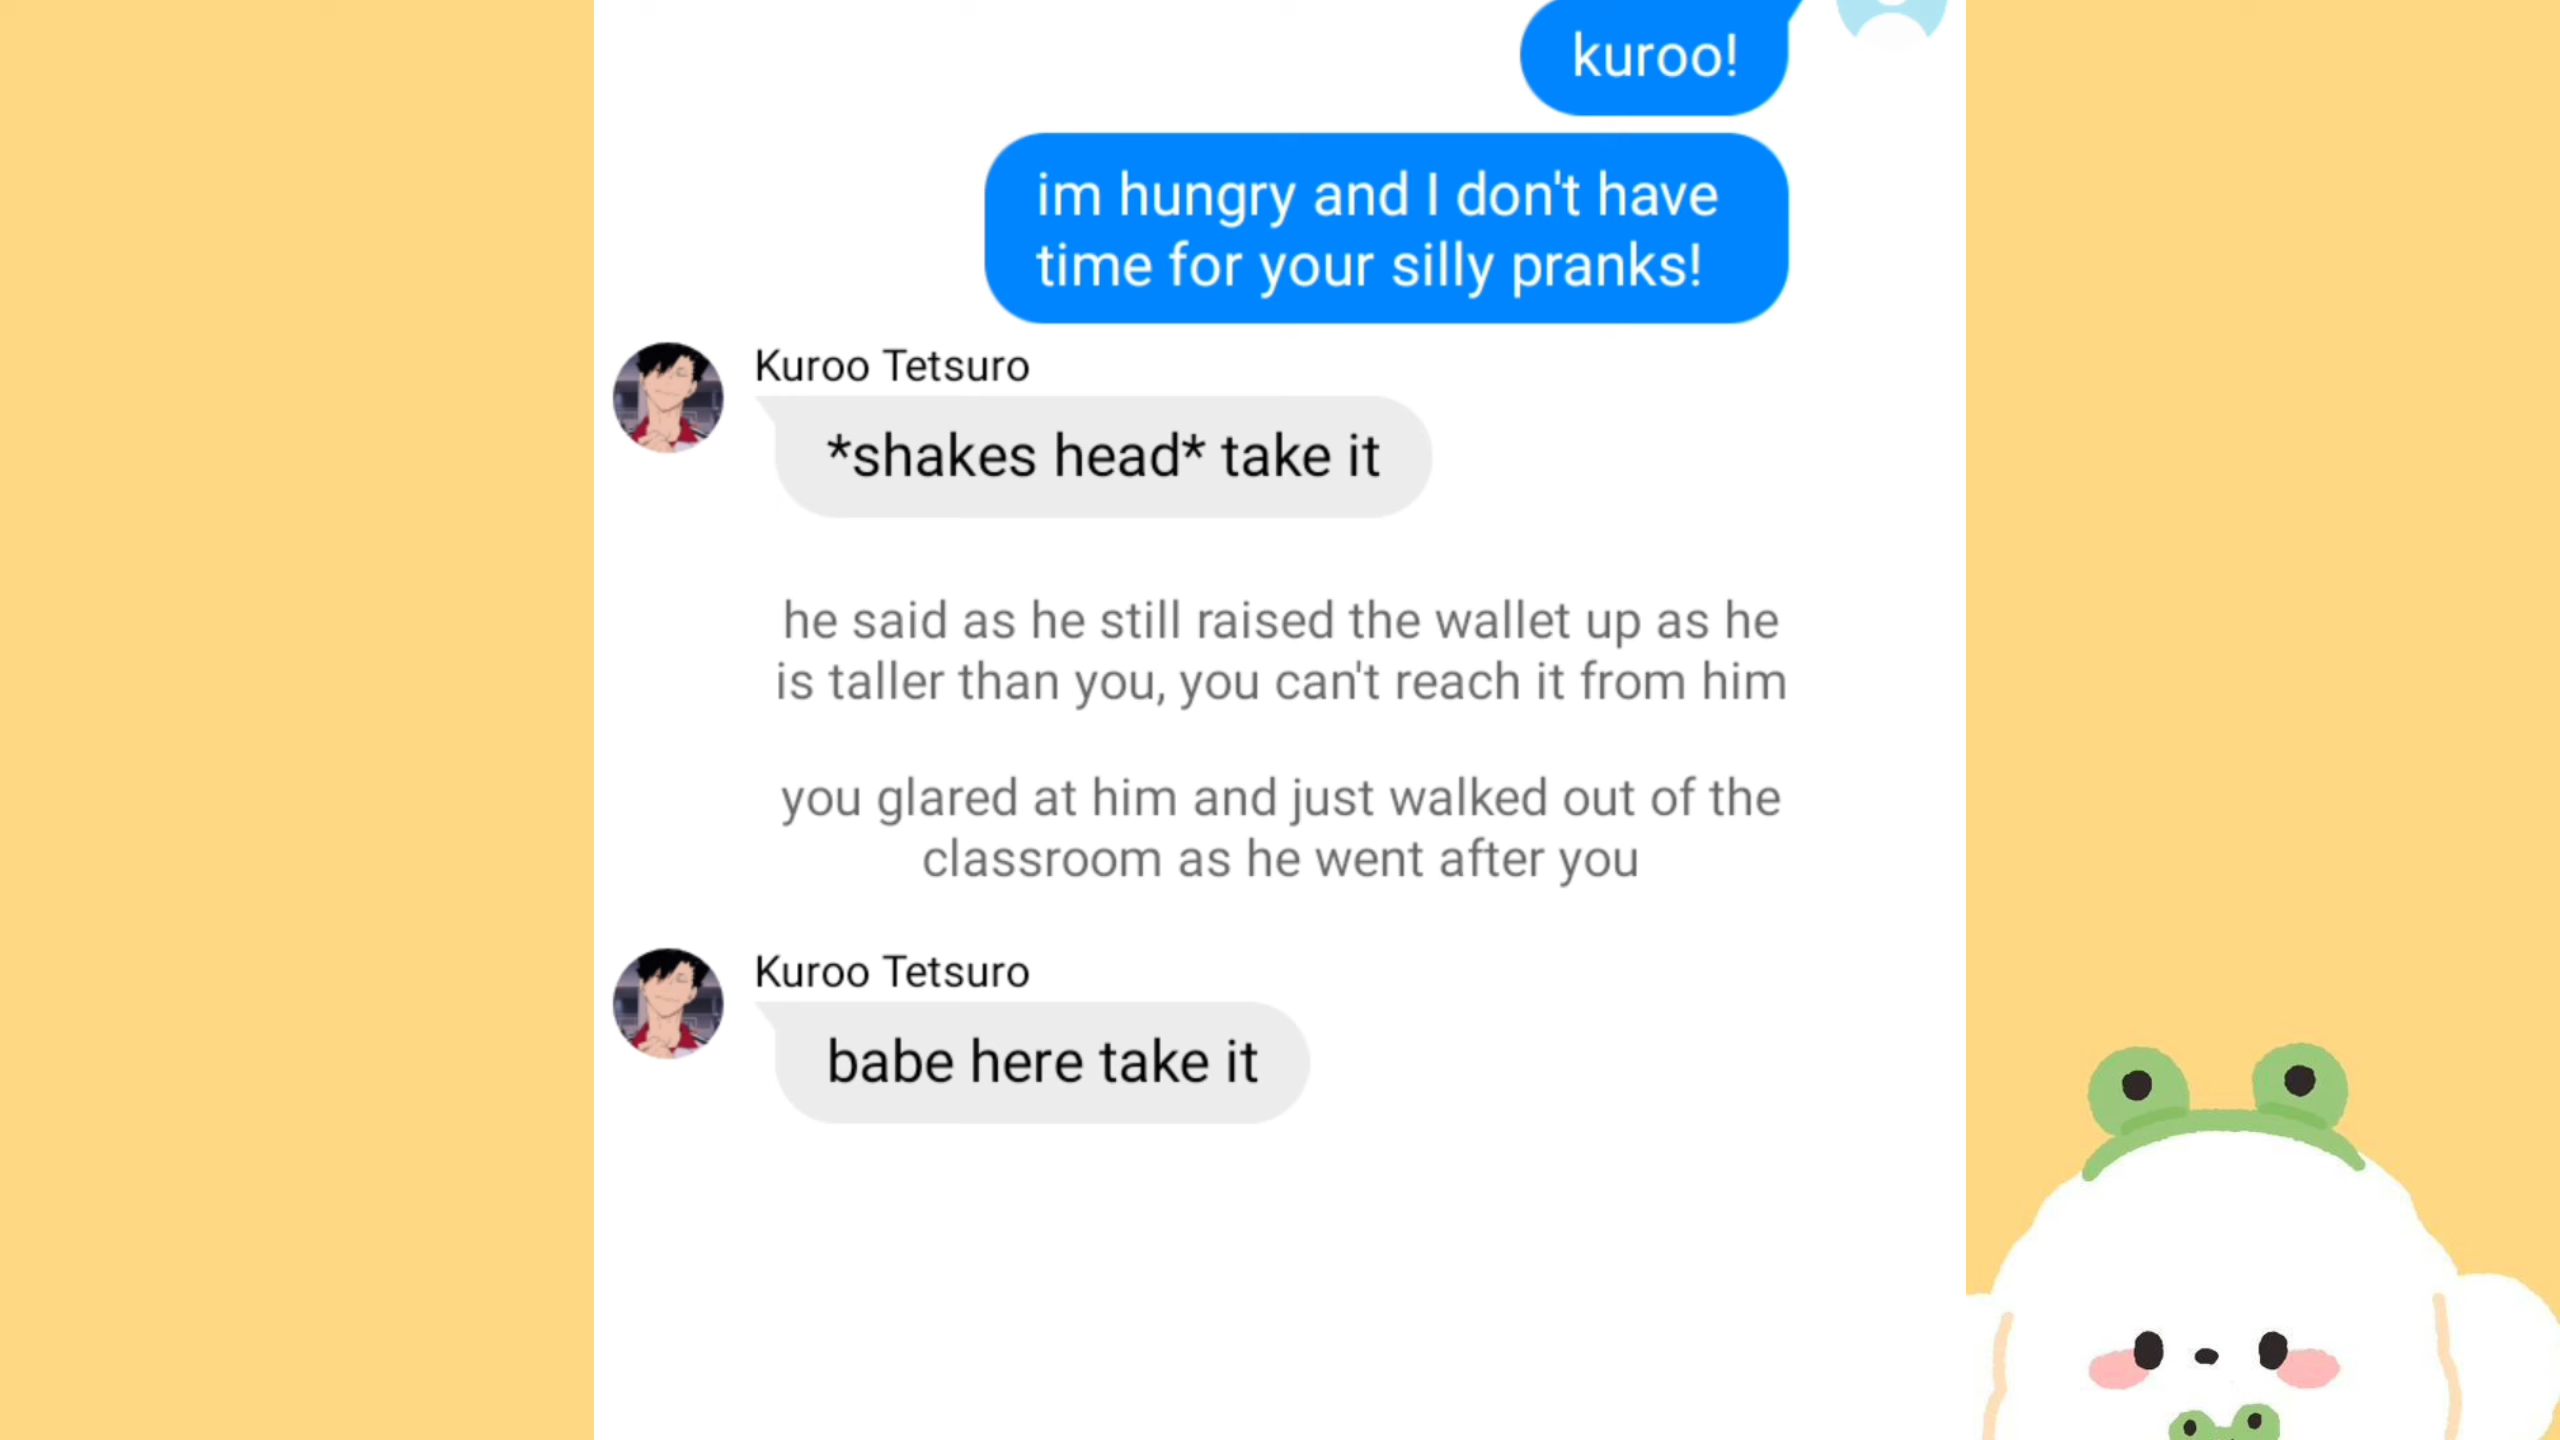 kuroo!
im hungry and I don't have
time for your silly pranks!
Kuroo Tetsuro
*shakes head* take it
he said as he still raised the wallet up as he
is taller than you, you can't reach it from him
you glared at him and just walked out of the
classroom as he went after you
Kuroo Tetsuro
babe here take it